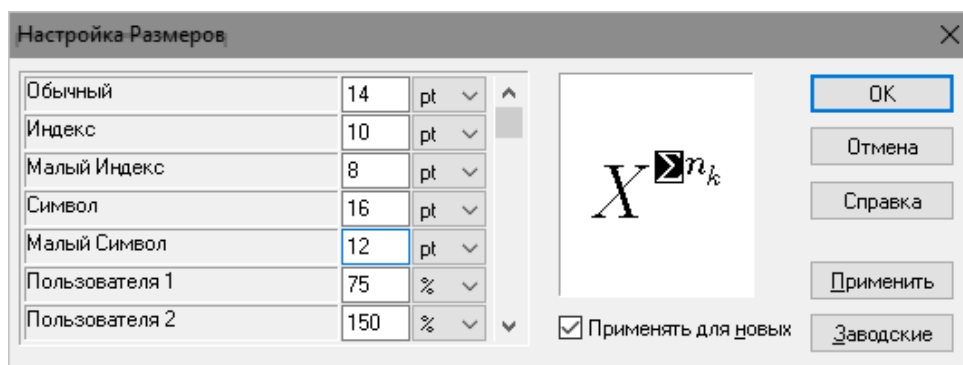 Настройка Размеров
Обычный 14 pt
Индекс 10 pt
Малый Индекс 8 pt
Символ 16 pt
Малый Символ 12 pt
Пользователя 1 75 %
Пользователя 2 150 %
X Σ n k
Применять для новых
OK
Отмена
Справка
Применить
Заводские